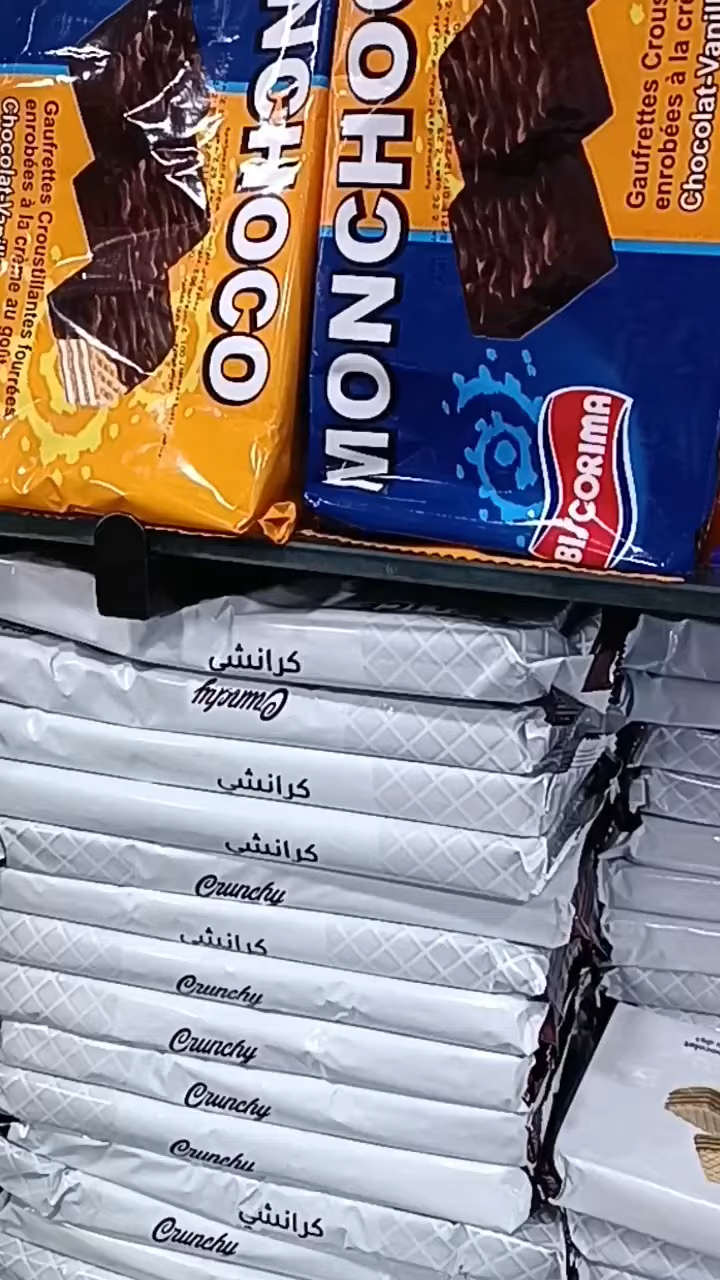 MONCHOCO
Gaufrettes Croustillantes fourrées
enrobées à la crème au goût
Chocolat-Vanille
MONCHOCO
Gaufrettes Crous
enrobées à la crè
Chocolat-Vanil
BISCORIMA
كرانشي
Crunchy
كرانشي
كرانشي
Crunchy
كرانشي
Crunchy
Crunchy
Crunchy
Crunchy
كرانشي
Crunchy